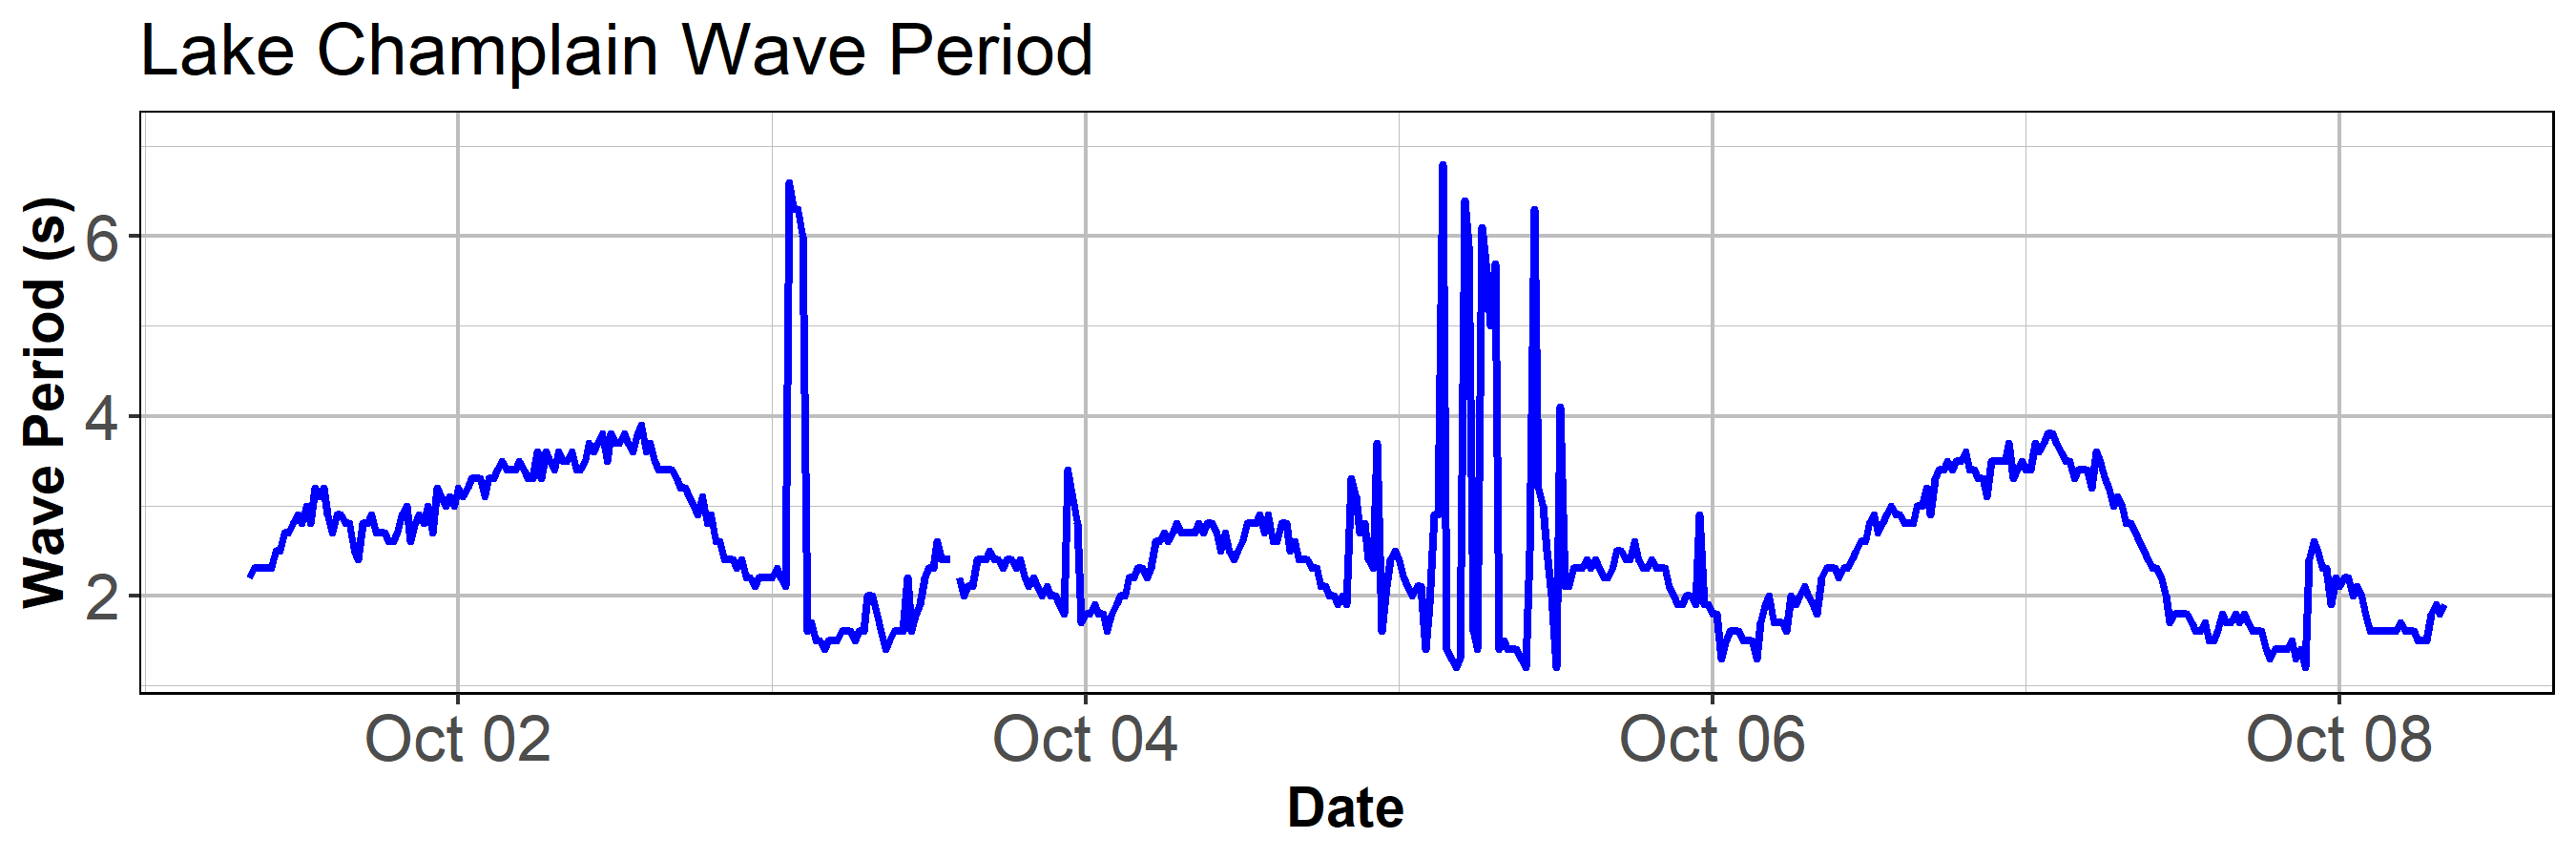 Lake Champlain Wave Period
Wave Period (s)
6
4
2
Oct 02
Oct 04
Oct 06
Oct 08
Date